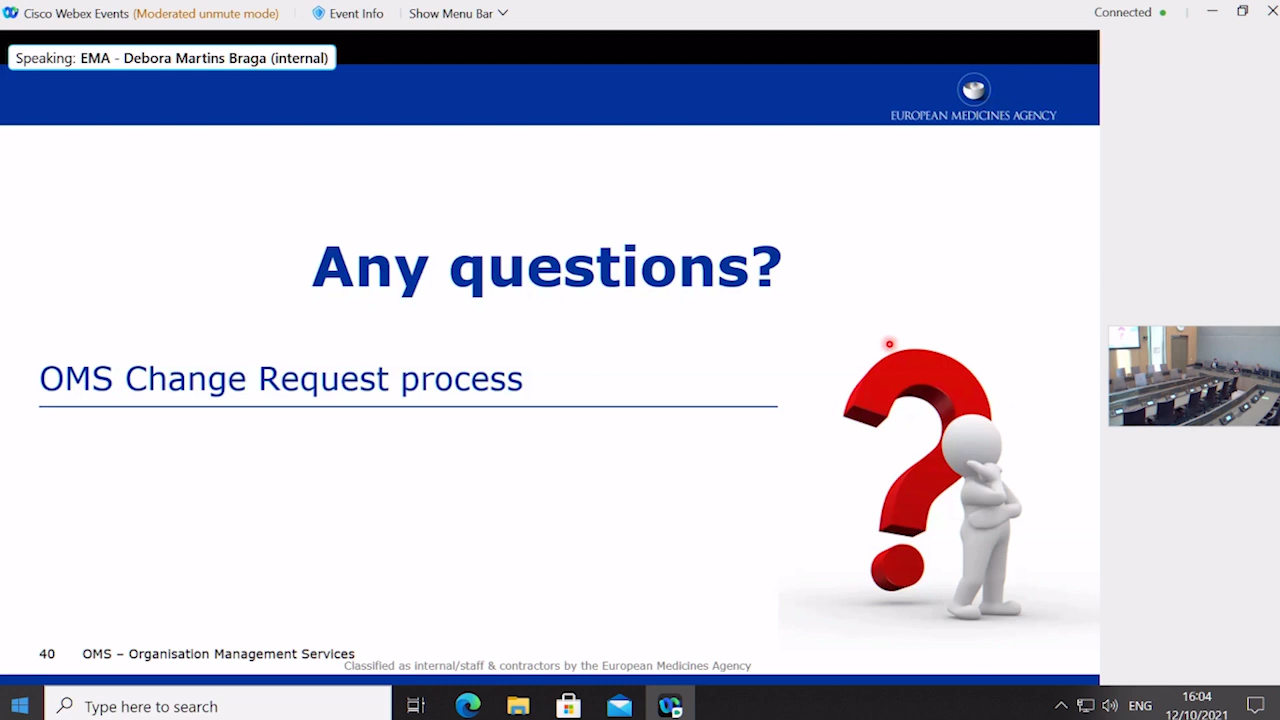 Cisco Webex Events (Moderated unmute mode) Event Info Show Menu Bar Connected
Speaking: EMA - Debora Martins Braga (internal)
EUROPEAN MEDICINES AGENCY
Any questions?
OMS Change Request process
40 OMS – Organisation Management Services
Classified as internal/staff & contractors by the European Medicines Agency
Type here to search
ENG
16:04
12/10/2021